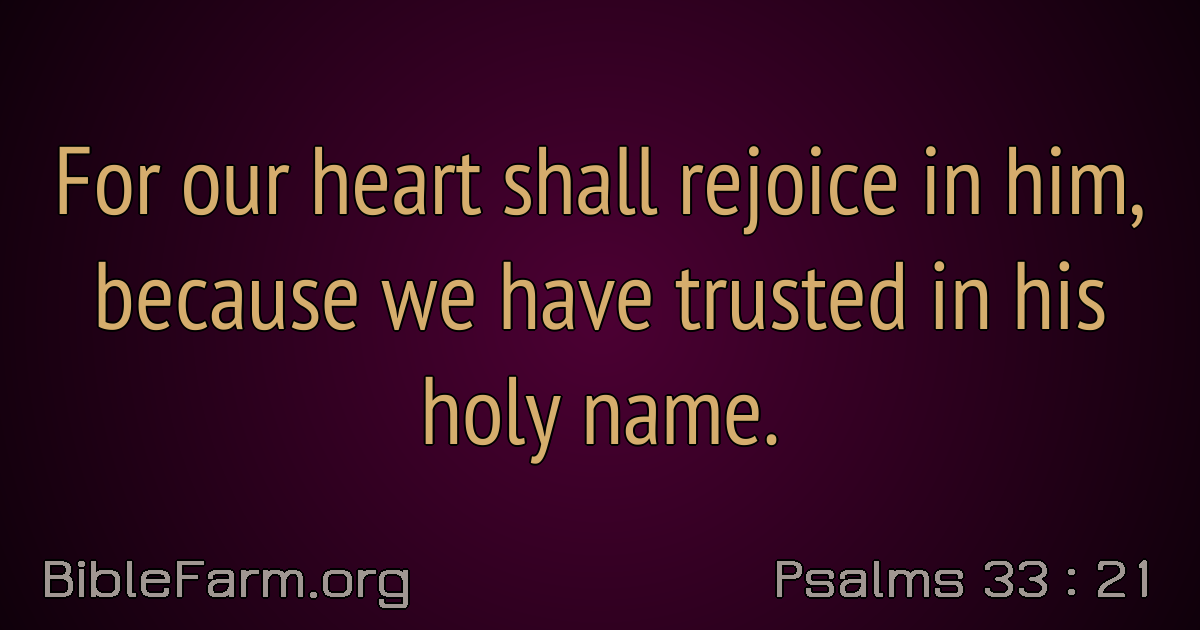 For our heart shall rejoice in him,
because we have trusted in his
holy name.
BibleFarm.org
Psalms 33 : 21